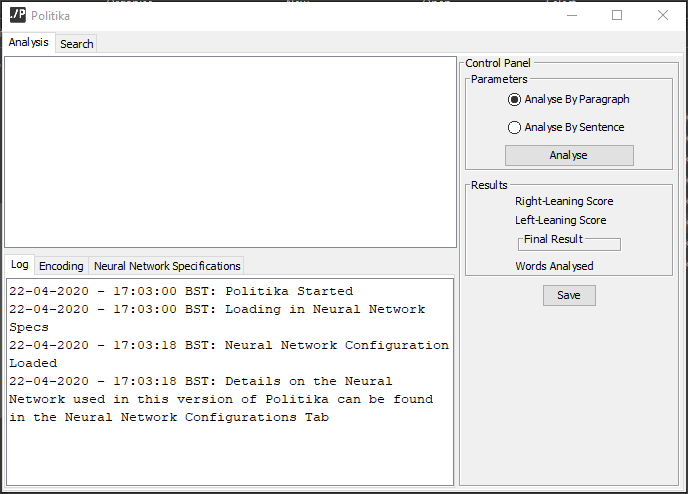 ./P Politika
Analysis Search
Control Panel
Parameters
Analyse By Paragraph
Analyse By Sentence
Analyse
Results
Right-Leaning Score
Left-Leaning Score
Final Result
Words Analysed
Save
Log Encoding Neural Network Specifications
22-04-2020 - 17:03:00 BST: Politika Started
22-04-2020 - 17:03:00 BST: Loading in Neural Network
Specs
22-04-2020 - 17:03:18 BST: Neural Network Configuration
Loaded
22-04-2020 - 17:03:18 BST: Details on the Neural
Network used in this version of Politika can be found
in the Neural Network Configurations Tab